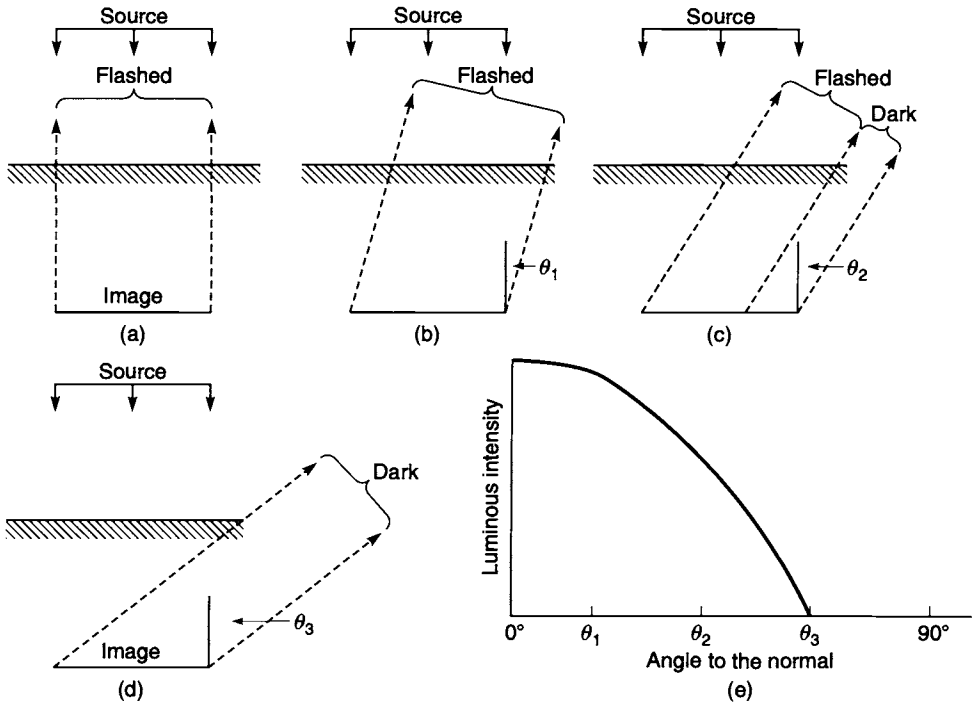 Source
Flashed
Image
(a)
Source
Flashed
θ1
(b)
Source
Flashed
Dark
θ2
(c)
Source
Dark
θ3
Image
(d)
Luminous intensity
0° θ1 θ2 θ3 90°
Angle to the normal
(e)